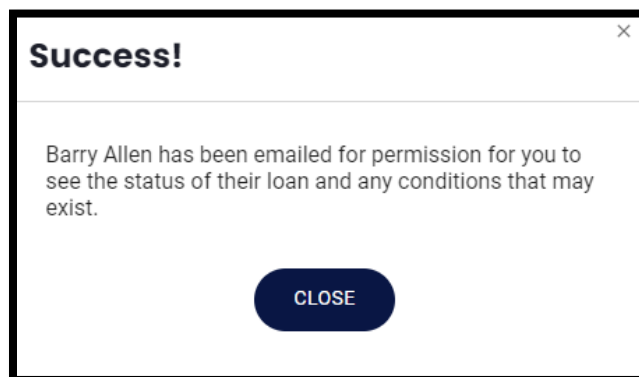 Success!
Barry Allen has been emailed for permission for you to
see the status of their loan and any conditions that may
exist.
CLOSE